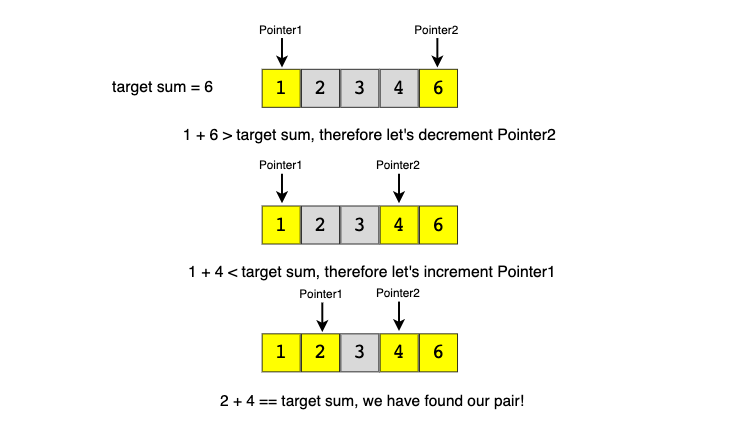 Pointer1 Pointer2
target sum = 6 1 2 3 4 6
1 + 6 > target sum, therefore let's decrement Pointer2
Pointer1 Pointer2
1 2 3 4 6
1 + 4 < target sum, therefore let's increment Pointer1
Pointer1 Pointer2
1 2 3 4 6
2 + 4 == target sum, we have found our pair!